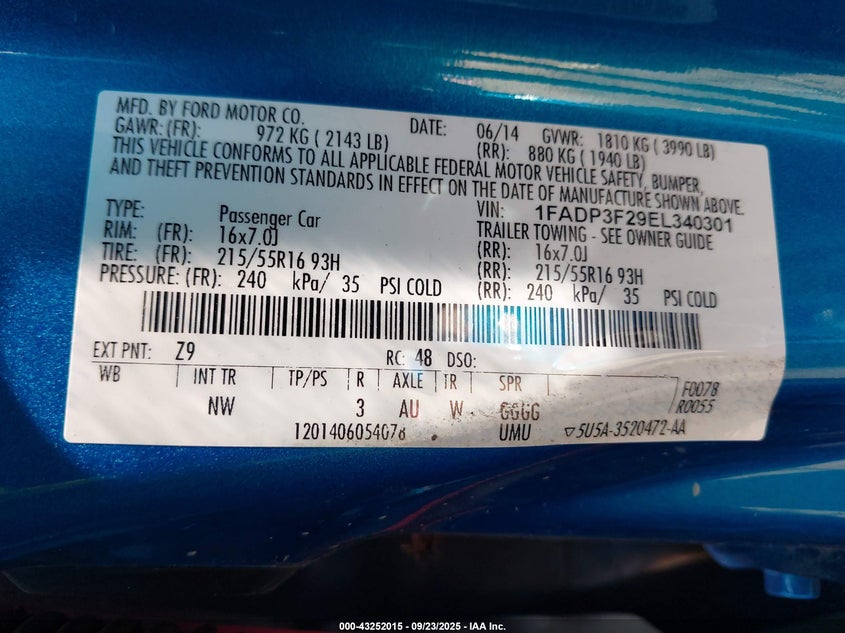 MFD. BY FORD MOTOR CO. DATE: 06/14 GVWR: 1810 KG ( 3990 LB)
GAWR: (FR): 972 KG ( 2143 LB) (RR): 880 KG ( 1940 LB)
THIS VEHICLE CONFORMS TO ALL APPLICABLE FEDERAL MOTOR VEHICLE SAFETY, BUMPER,
AND THEFT PREVENTION STANDARDS IN EFFECT ON THE DATE OF MANUFACTURE SHOWN ABOVE.
VIN: 1FADP3F29EL340301
TYPE: Passenger Car TRAILER TOWING - SEE OWNER GUIDE
RIM: (FR): 16x7.0J (RR): 16x7.0J
TIRE: (FR): 215/55R16 93H (RR): 215/55R16 93H
PRESSURE: (FR): 240 kPa/ 35 PSI COLD (RR): 240 kPa/ 35 PSI COLD
EXT PNT: Z9 RC: 48 DSO:
WB INT TR TP/PS R AXLE TR SPR F0078
NW 3 AU W GGGG R0055
1201406054078 UMU ▽5U5A-3520472-AA
000-43252015 - 09/23/2025 - IAA Inc.